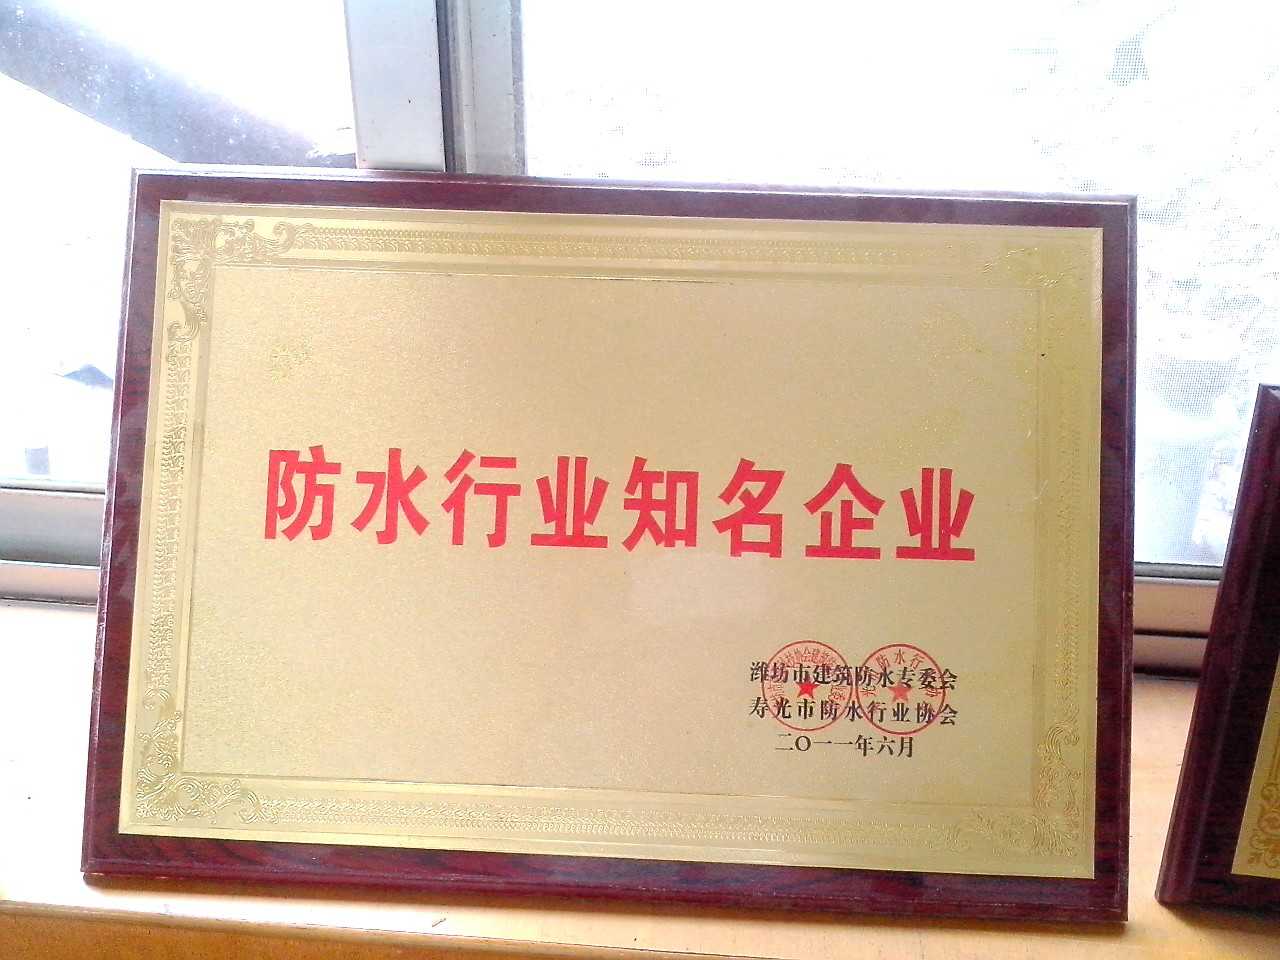 防水行业知名企业
潍坊市建筑防水专委会
寿光市防水行业协会
二〇一一年六月